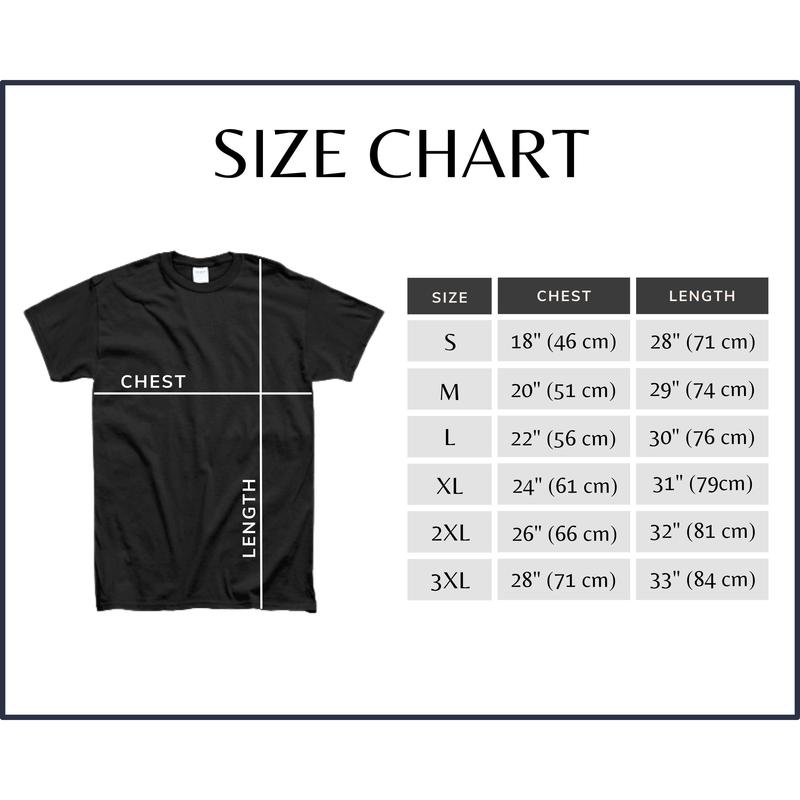 SIZE CHART
CHEST
LENGTH
SIZE CHEST LENGTH
S 18" (46 cm) 28" (71 cm)
M 20" (51 cm) 29" (74 cm)
L 22" (56 cm) 30" (76 cm)
XL 24" (61 cm) 31" (79cm)
2XL 26" (66 cm) 32" (81 cm)
3XL 28" (71 cm) 33" (84 cm)